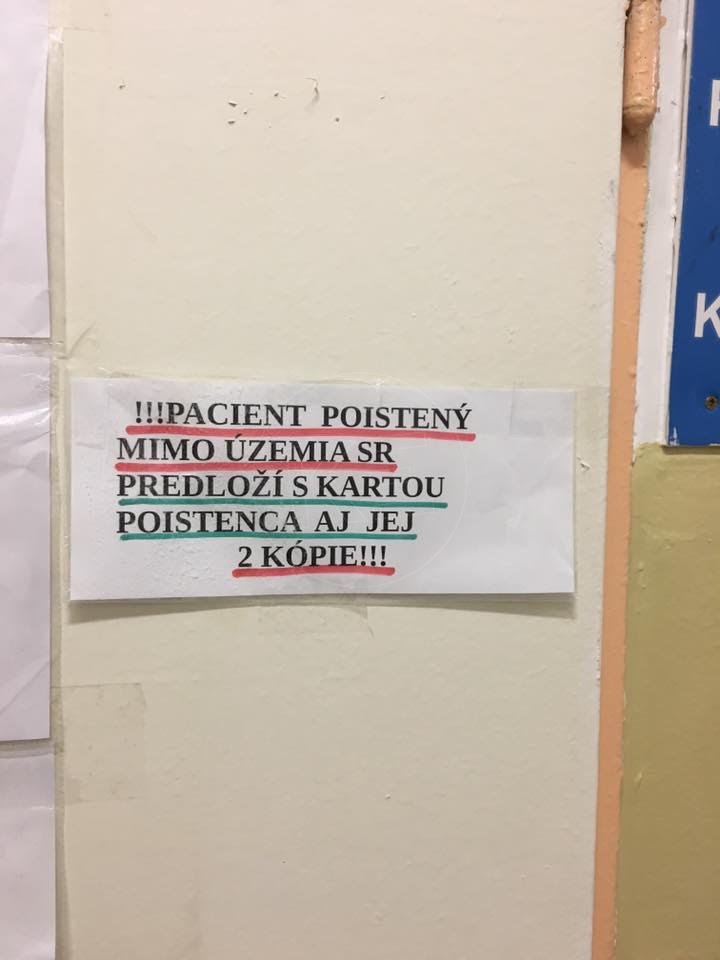 !!!PACIENT POISTENÝ
MIMO ÚZEMIA SR
PREDLOŽÍ S KARTOU
POISTENCA AJ JEJ
2 KÓPIE!!!
K